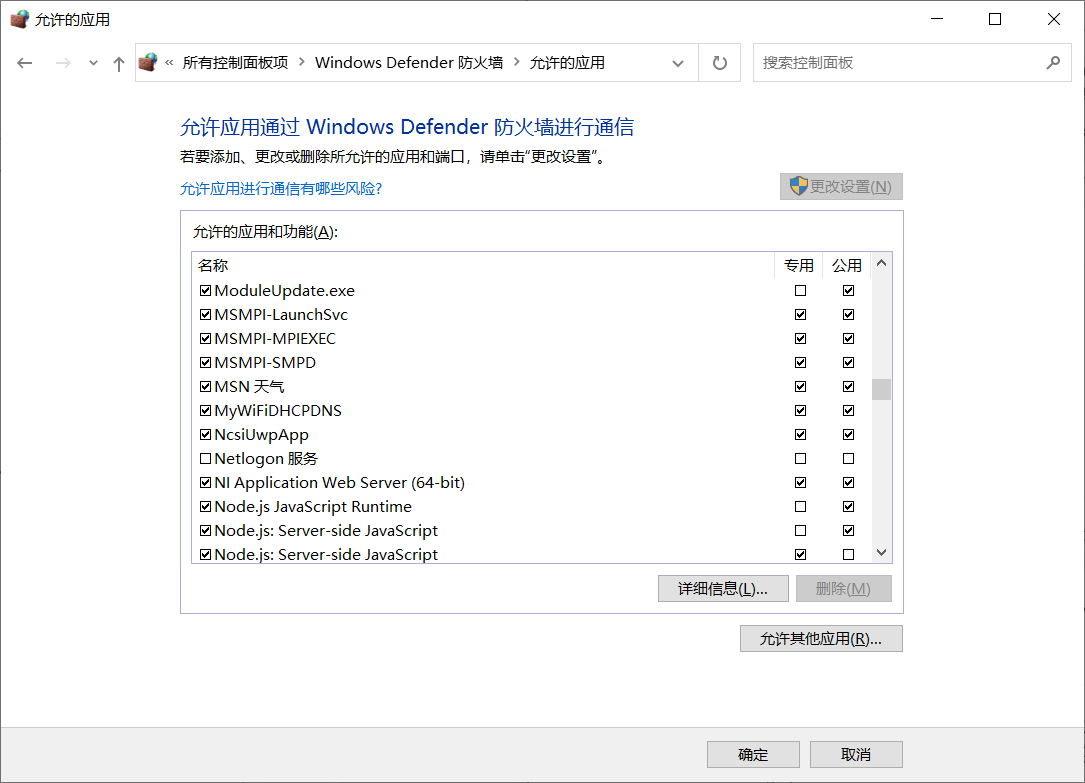 允许的应用
« 所有控制面板项 › Windows Defender 防火墙 › 允许的应用
搜索控制面板
允许应用通过 Windows Defender 防火墙进行通信
若要添加、更改或删除所允许的应用和端口，请单击“更改设置”。
允许应用进行通信有哪些风险?
更改设置(N)
允许的应用和功能(A):
名称 专用 公用
ModuleUpdate.exe
MSMPI-LaunchSvc
MSMPI-MPIEXEC
MSMPI-SMPD
MSN 天气
MyWiFiDHCPDNS
NcsiUwpApp
Netlogon 服务
NI Application Web Server (64-bit)
Node.js JavaScript Runtime
Node.js: Server-side JavaScript
Node.js: Server-side JavaScript
详细信息(L)... 删除(M)
允许其他应用(R)...
确定 取消